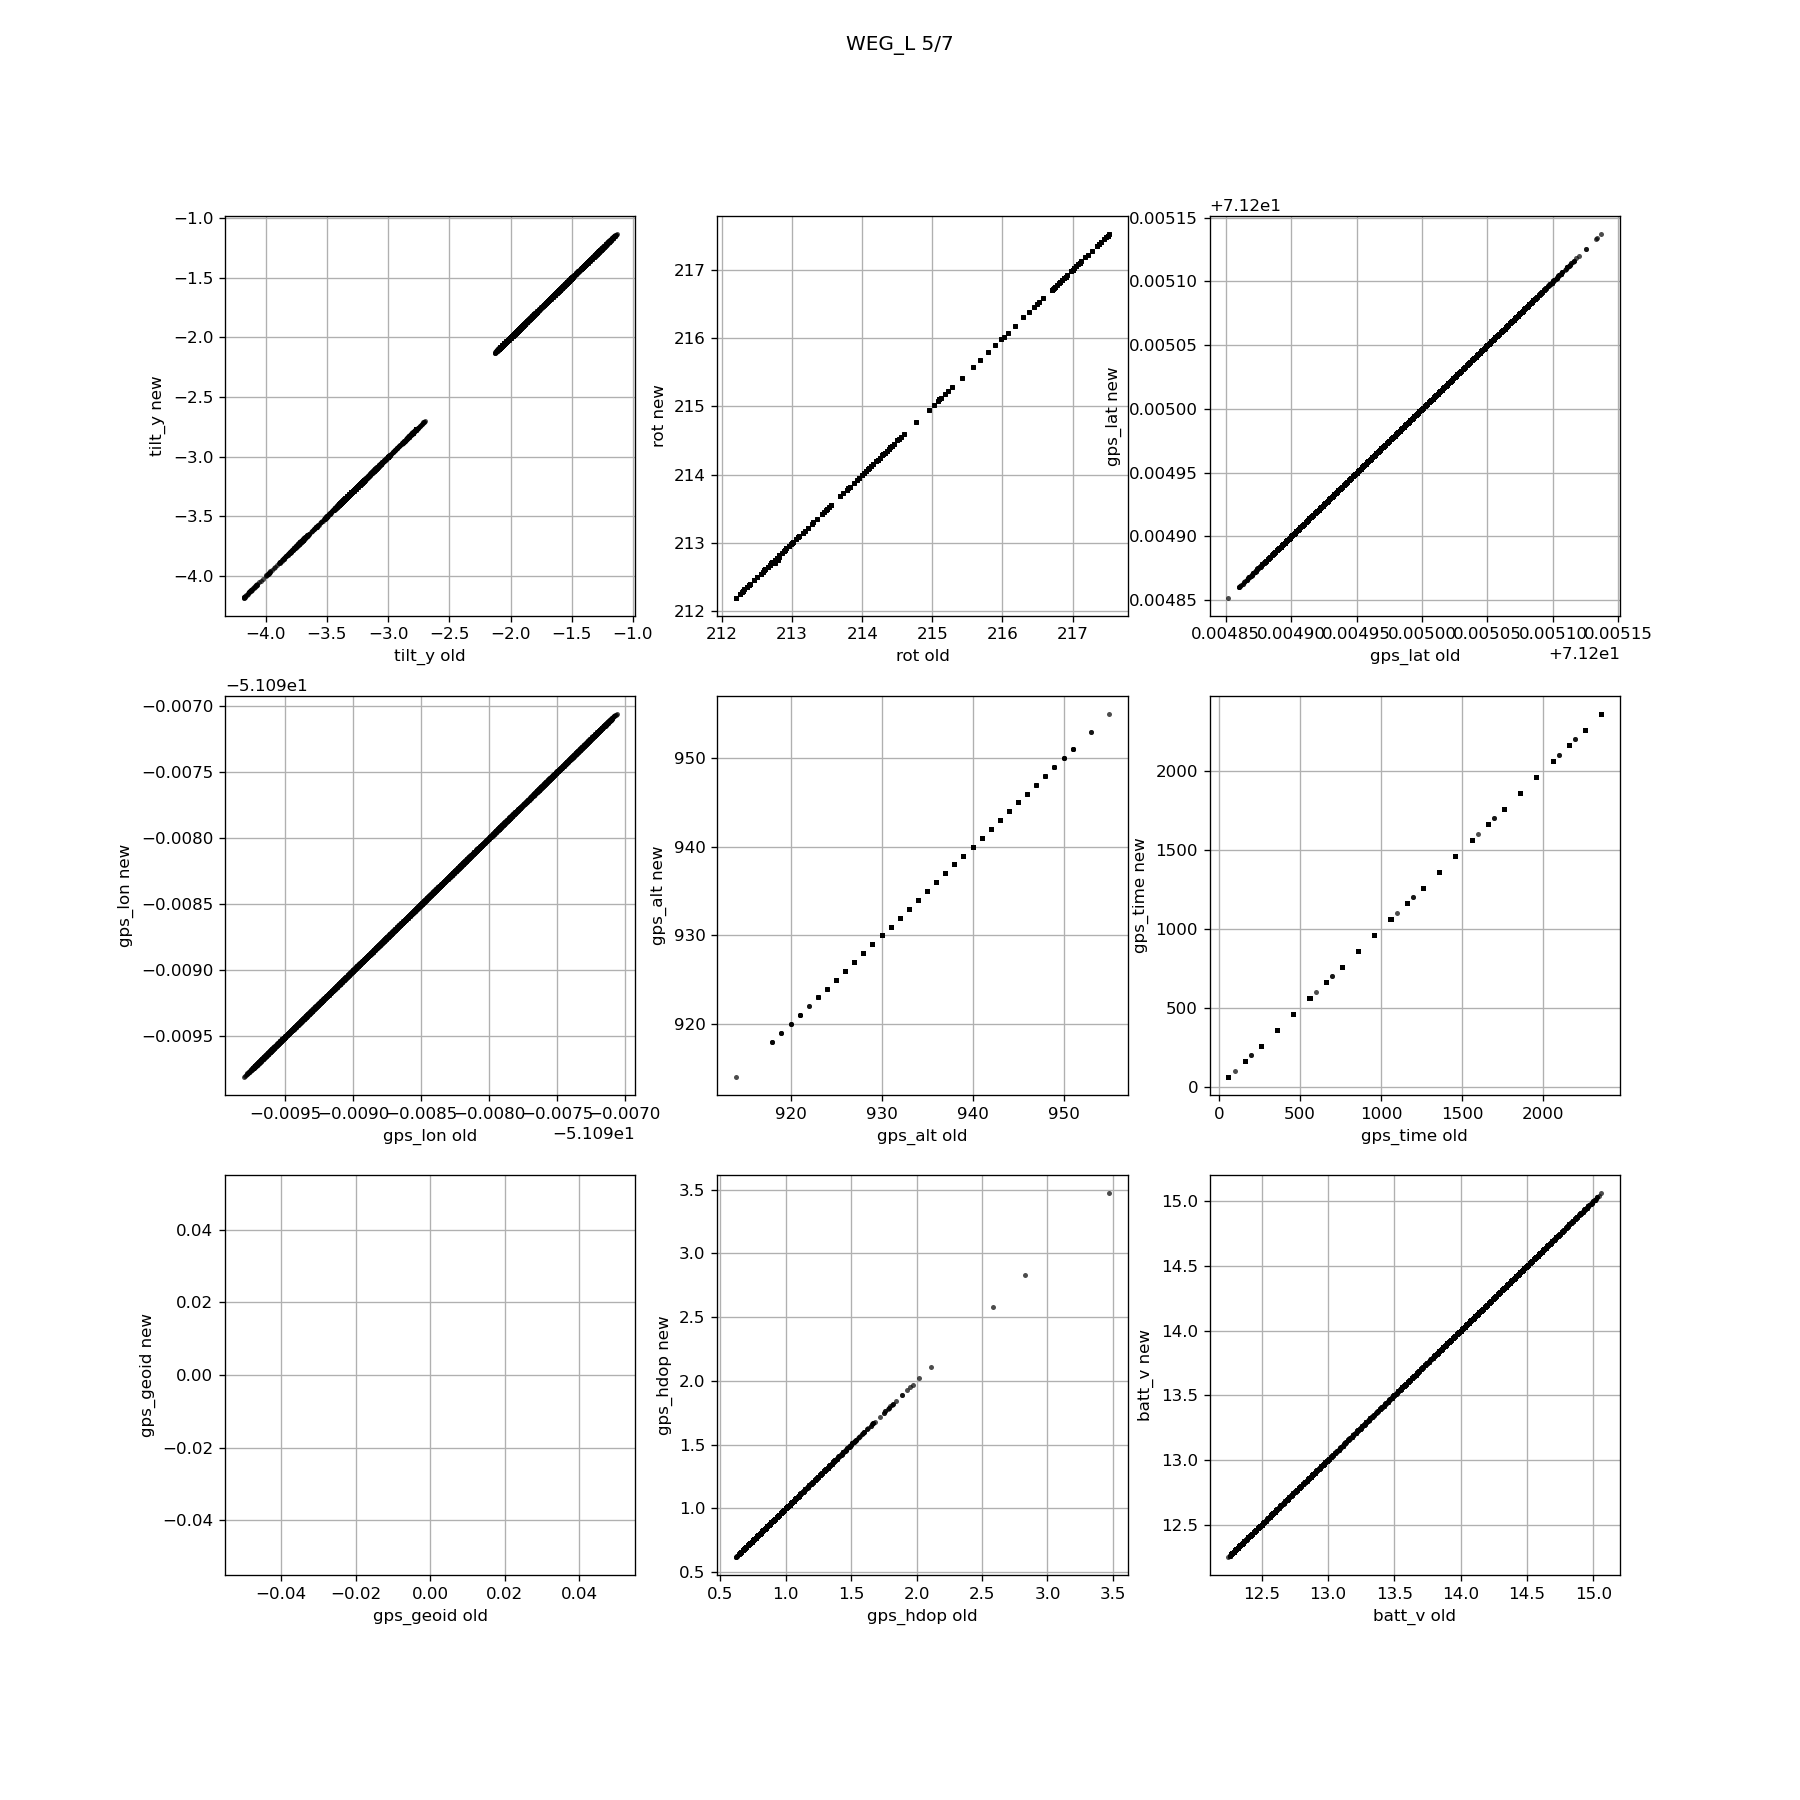 WEG_L 5/7
+7.12e1
−1.0
−1.5
−2.0
−2.5
−3.0
−3.5
−4.0
tilt_y new
−4.0 −3.5 −3.0 −2.5 −2.0 −1.5 −1.0
tilt_y old
217
216
215
214
213
212
rot new
212 213 214 215 216 217
rot old
0.00515
0.00510
0.00505
0.00500
0.00495
0.00490
0.00485
gps_lat new
0.00485 0.00490 0.00495 0.00500 0.00505 0.00510 0.00515
gps_lat old
+7.12e1
−5.109e1
−0.0070
−0.0075
−0.0080
−0.0085
−0.0090
−0.0095
gps_lon new
−0.0095 −0.0090 −0.0085 −0.0080 −0.0075 −0.0070
gps_lon old
−5.109e1
950
940
930
920
gps_alt new
920 930 940 950
gps_alt old
2000
1500
1000
500
0
gps_time new
0 500 1000 1500 2000
gps_time old
0.04
0.02
0.00
−0.02
−0.04
gps_geoid new
−0.04 −0.02 0.00 0.02 0.04
gps_geoid old
3.5
3.0
2.5
2.0
1.5
1.0
0.5
gps_hdop new
0.5 1.0 1.5 2.0 2.5 3.0 3.5
gps_hdop old
15.0
14.5
14.0
13.5
13.0
12.5
batt_v new
12.5 13.0 13.5 14.0 14.5 15.0
batt_v old